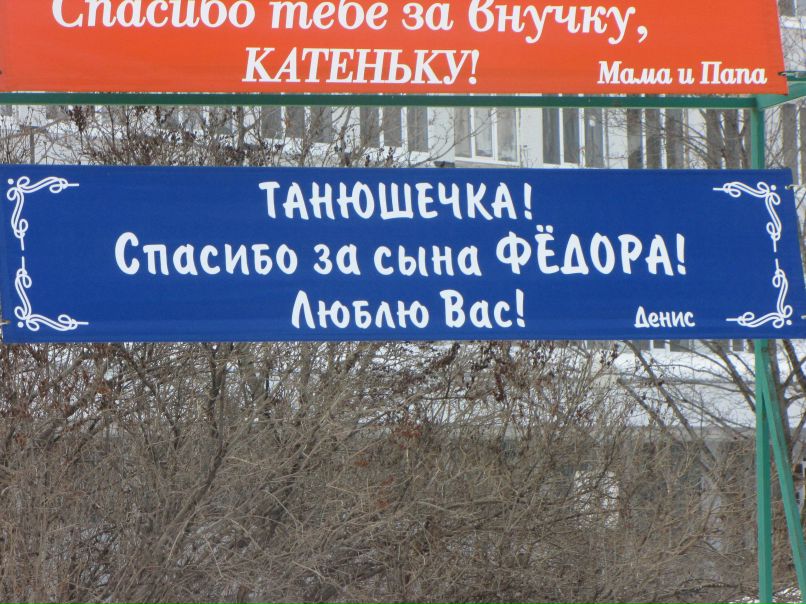 Спасибо тебе за внучку,
КАТЕНЬКУ!
Мама и Папа
ТАНЮШЕЧКА!
Спасибо за сына ФЁДОРА!
Люблю Вас!
Денис